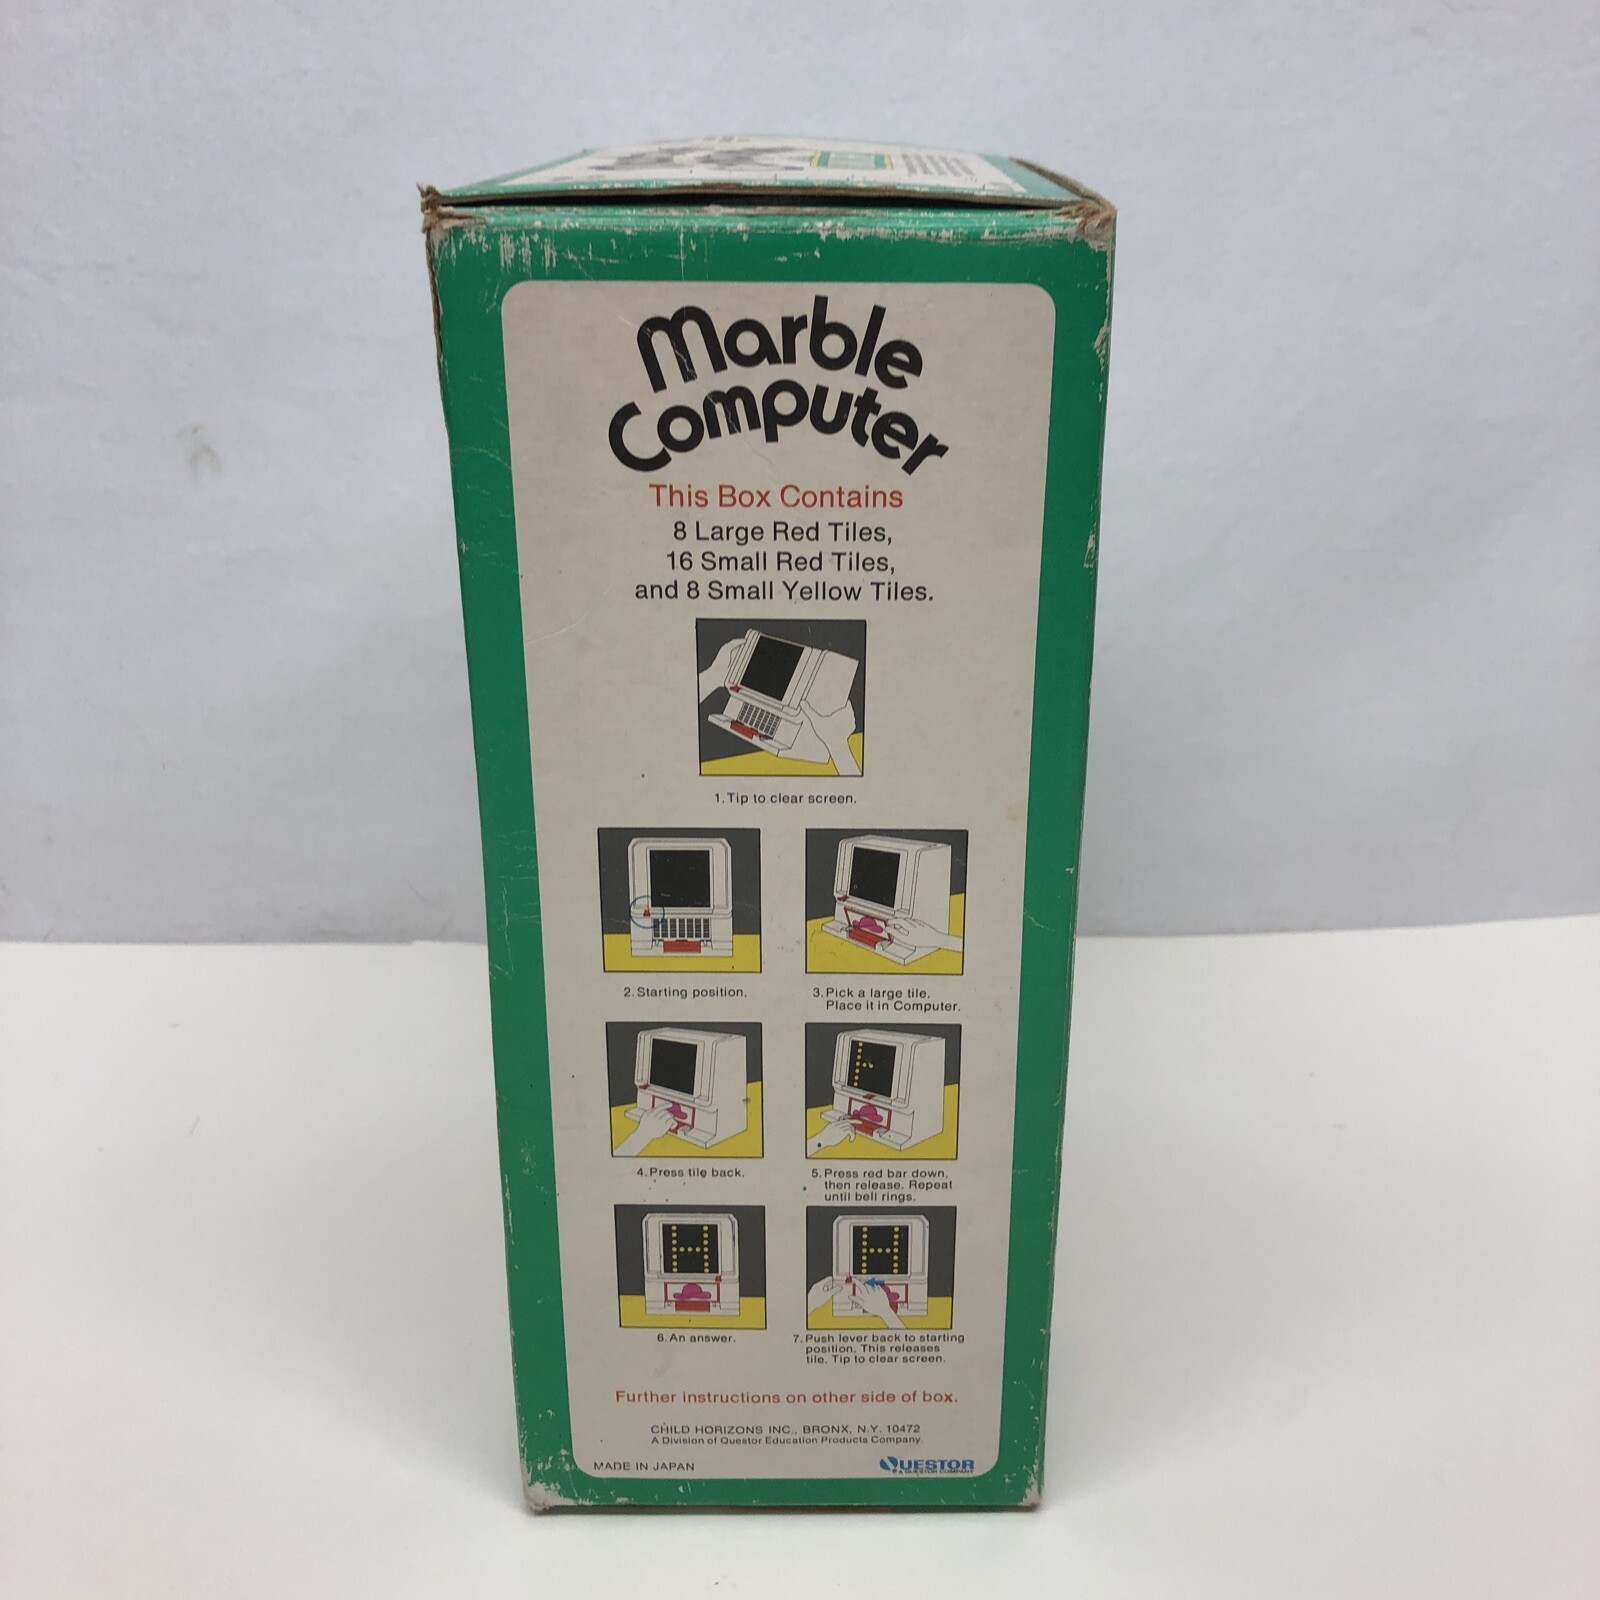 Marble
Computer
This Box Contains
8 Large Red Tiles,
16 Small Red Tiles,
and 8 Small Yellow Tiles.
1. Tip to clear screen.
2. Starting position.
3. Pick a large tile.
Place it in Computer.
4. Press tile back.
5. Press red bar down,
then release. Repeat
until bell rings.
6. An answer.
7. Push lever back to starting
position. This releases
tile. Tip to clear screen.
Further instructions on other side of box.
CHILD HORIZONS INC., BRONX, N.Y. 10472
A Division of Questor Education Products Company.
MADE IN JAPAN
QUESTOR
A QUESTOR COMPANY